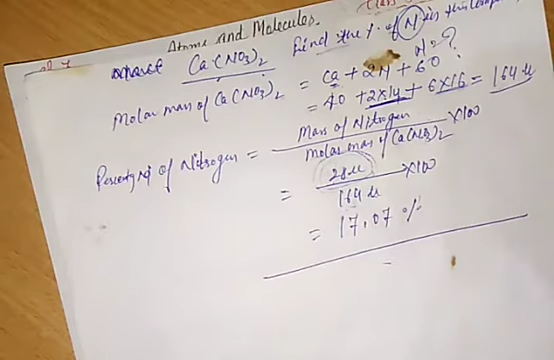 Atoms and Molecules.
Class
Ca(NO3)2 Find the % of N in this
N = ?
Molar mass of Ca(NO3)2 = Ca + 2N + 6O
= 40 + 2×14 + 6×16 = 164 u
Percentage of Nitrogen = Mass of Nitrogen / Molar mass of Ca(NO3)2 ×100
= 28u / 164 u ×100
= 17.07 %